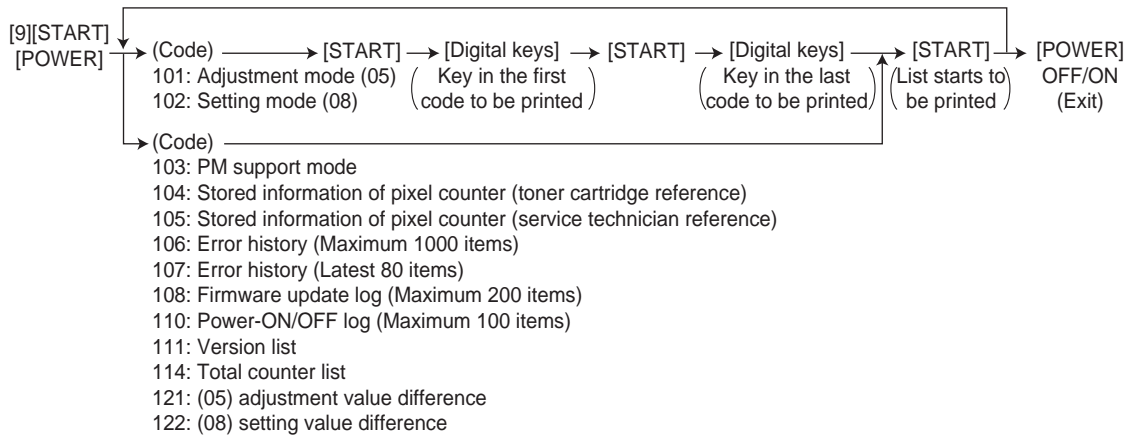 [9][START]
[POWER]
(Code) [START] [Digital keys] [START] [Digital keys] [START] [POWER]
101: Adjustment mode (05) (Key in the first (Key in the last (List starts to OFF/ON
102: Setting mode (08) code to be printed) code to be printed) be printed) (Exit)
(Code)
103: PM support mode
104: Stored information of pixel counter (toner cartridge reference)
105: Stored information of pixel counter (service technician reference)
106: Error history (Maximum 1000 items)
107: Error history (Latest 80 items)
108: Firmware update log (Maximum 200 items)
110: Power-ON/OFF log (Maximum 100 items)
111: Version list
114: Total counter list
121: (05) adjustment value difference
122: (08) setting value difference